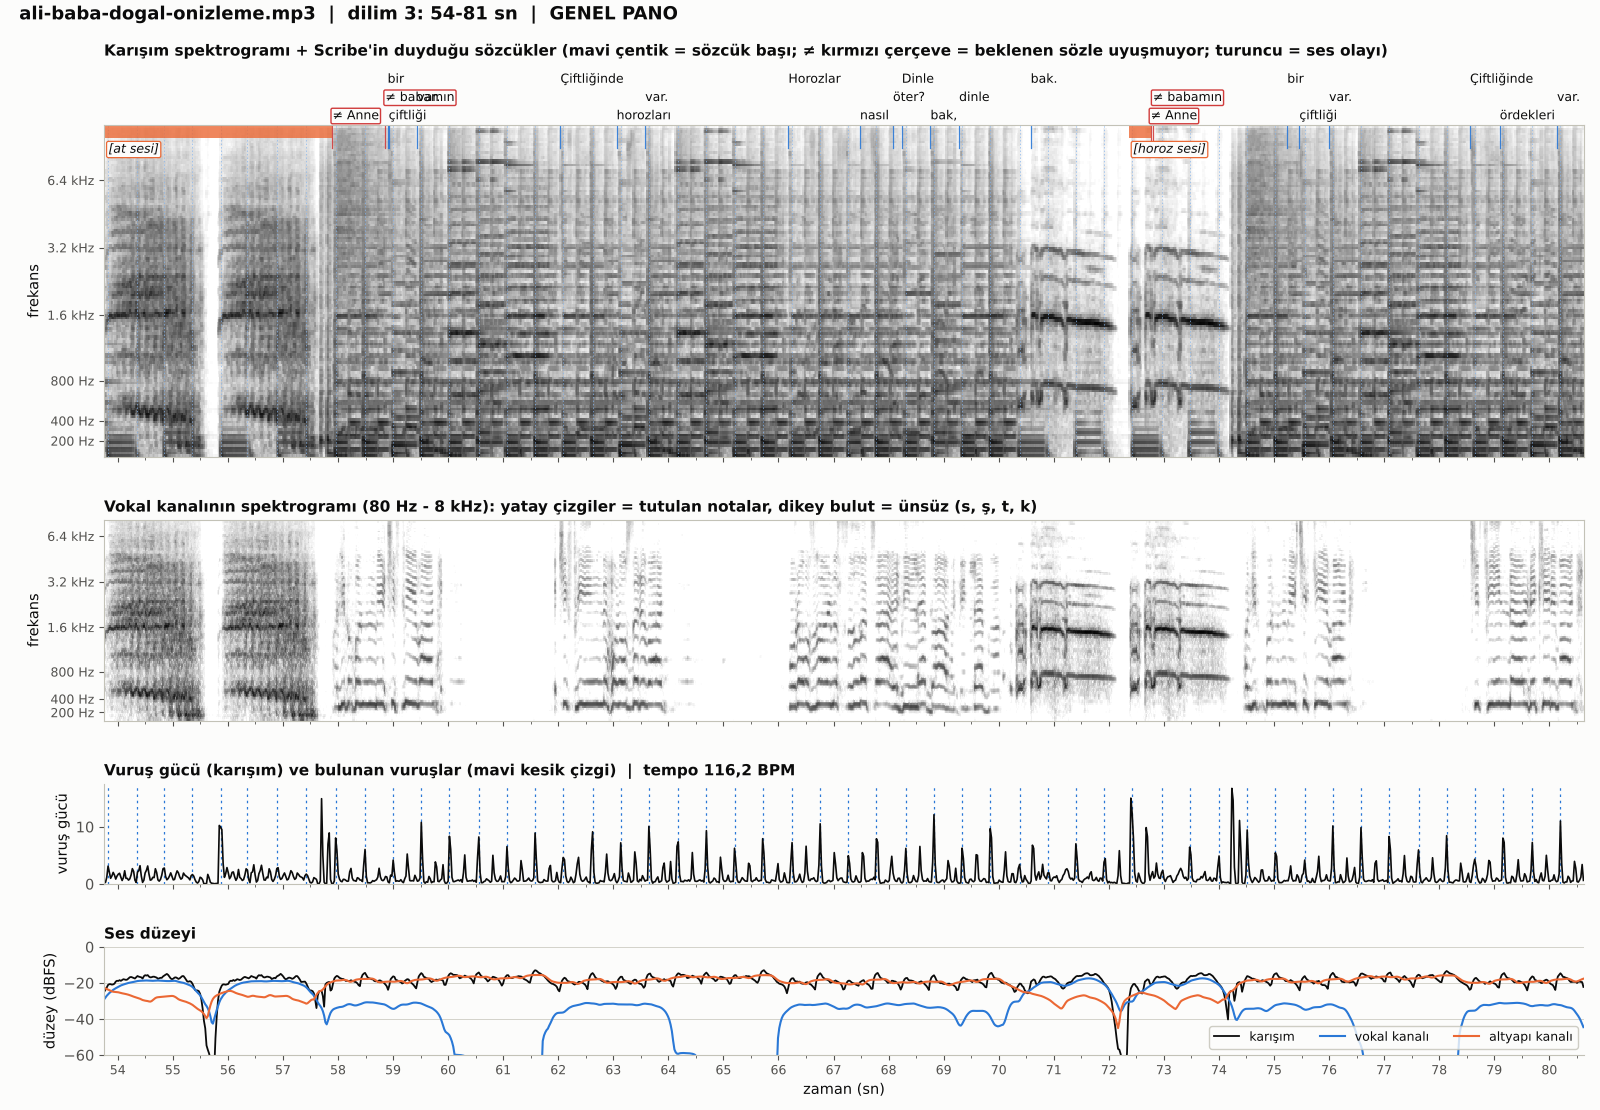 ali-baba-dogal-onizleme.mp3 | dilim 3: 54-81 sn | GENEL PANO
Karışım spektrogramı + Scribe'in duyduğu sözcükler (mavi çentik = sözcük başı; ≠ kırmızı çerçeve = beklenen sözle uyuşmuyor; turuncu = ses olayı)
bir Çiftliğinde Horozlar Dinle bak. bir Çiftliğinde
≠ babamın var. var. öter? dinle ≠ babamın var. var.
≠ Anne çiftliği horozları nasıl bak, ≠ Anne çiftliği ördekleri
[at sesi] [horoz sesi]
6.4 kHz
3.2 kHz
1.6 kHz
800 Hz
400 Hz
200 Hz
frekans
Vokal kanalının spektrogramı (80 Hz - 8 kHz): yatay çizgiler = tutulan notalar, dikey bulut = ünsüz (s, ş, t, k)
6.4 kHz
3.2 kHz
1.6 kHz
800 Hz
400 Hz
200 Hz
frekans
Vuruş gücü (karışım) ve bulunan vuruşlar (mavi kesik çizgi) | tempo 116,2 BPM
10
0
vuruş gücü
Ses düzeyi
0
−20
−40
−60
düzey (dBFS)
karışım vokal kanalı altyapı kanalı
54 55 56 57 58 59 60 61 62 63 64 65 66 67 68 69 70 71 72 73 74 75 76 77 78 79 80
zaman (sn)